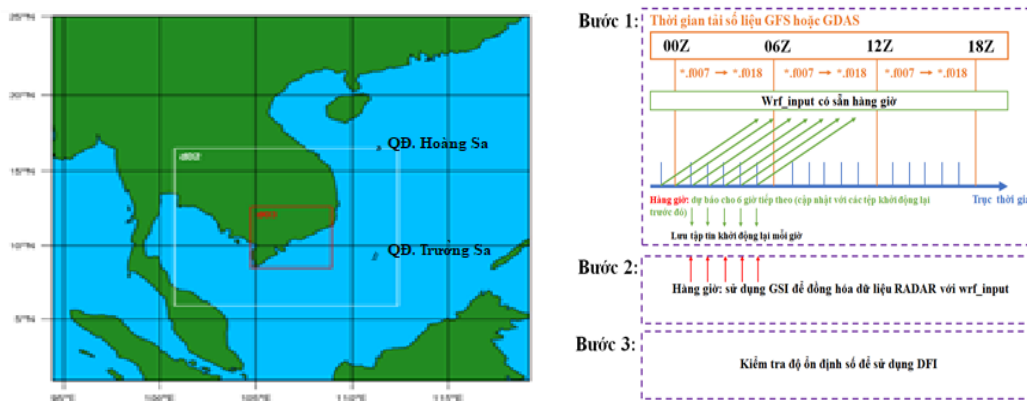 25°N
20°N
15°N
10°N
5°N
95°E
100°E
105°E
110°E
115°E
d02
QĐ. Hoàng Sa
QĐ. Trường Sa
Bước 1:
Thời gian tải số liệu GFS hoặc GDAS
00Z 06Z 12Z 18Z
*.f007 → *.f018 *.f007 → *.f018 *.f007 → *.f018
Wrf_input có sẵn hàng giờ
Hàng giờ: dự báo cho 6 giờ tiếp theo (cập nhật với các tệp khởi động lại
trước đó)
Trục thời gia
Lưu tập tin khởi động lại mỗi giờ
Bước 2:
Hàng giờ: sử dụng GSI để đồng hóa dữ liệu RADAR với wrf_input
Bước 3:
Kiểm tra độ ổn định số để sử dụng DFI